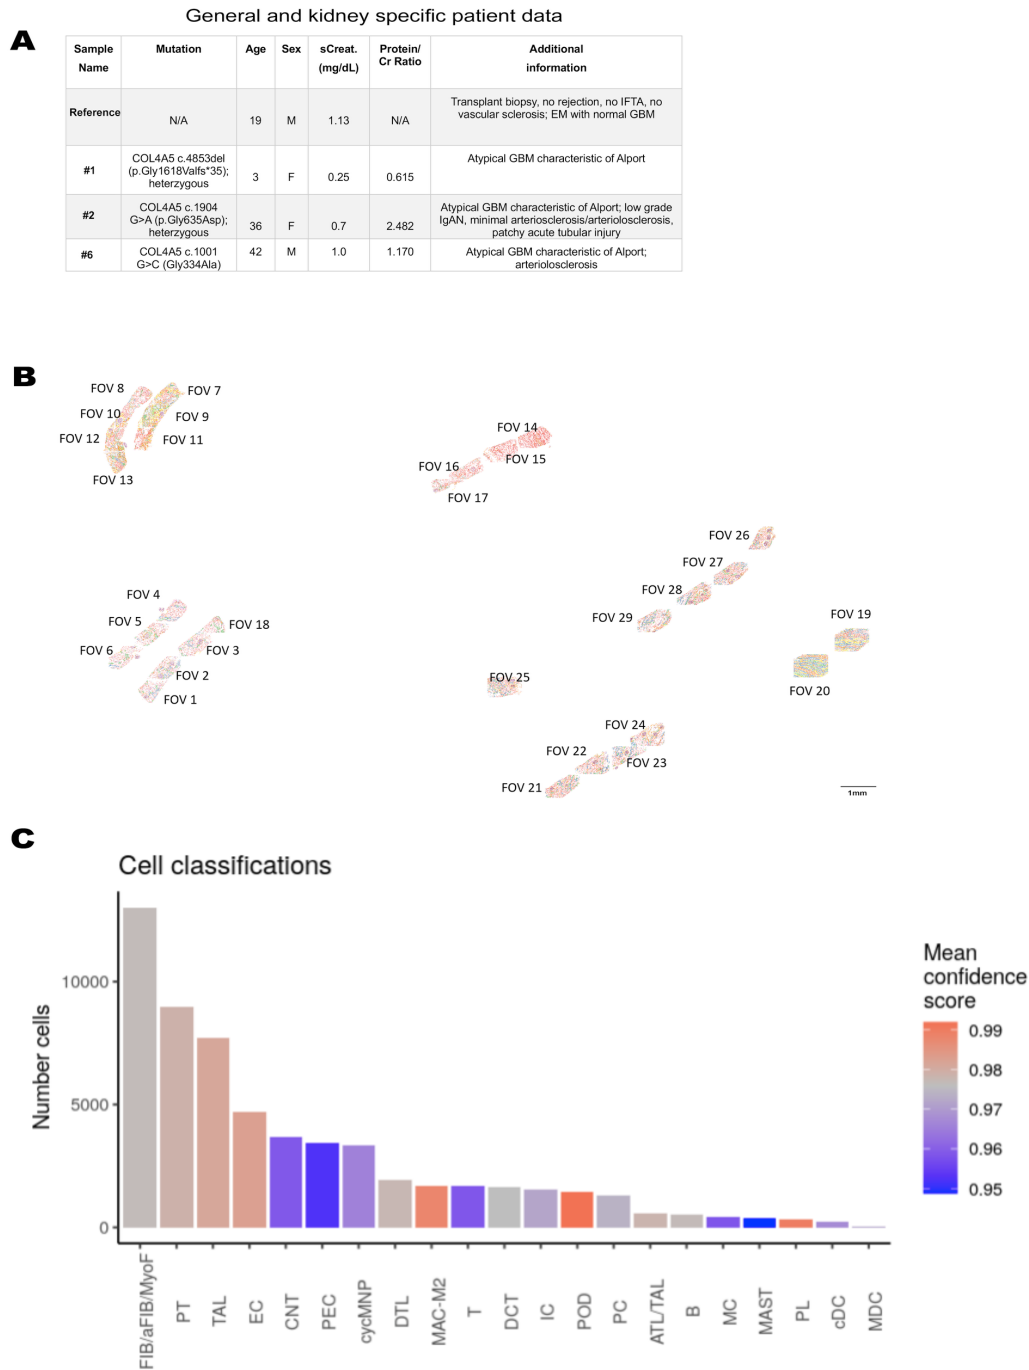 General and kidney specific patient data
A
Sample Name
Mutation
Age
Sex
sCreat. (mg/dL)
Protein/ Cr Ratio
Additional information
Reference
N/A
19
M
1.13
N/A
Transplant biopsy, no rejection, no IFTA, no
vascular sclerosis; EM with normal GBM
#1
COL4A5 c.4853del
(p.Gly1618Valfs*35);
heterzygous
3
F
0.25
0.615
Atypical GBM characteristic of Alport
#2
COL4A5 c.1904
G>A (p.Gly635Asp);
heterzygous
36
F
0.7
2.482
Atypical GBM characteristic of Alport; low grade
IgAN, minimal arteriosclerosis/arteriolosclerosis,
patchy acute tubular injury
#6
COL4A5 c.1001
G>C (Gly334Ala)
42
M
1.0
1.170
Atypical GBM characteristic of Alport;
arteriolosclerosis
B
FOV 8
FOV 7
FOV 10
FOV 9
FOV 12
FOV 11
FOV 13
FOV 14
FOV 15
FOV 16
FOV 17
FOV 26
FOV 27
FOV 28
FOV 29
FOV 19
FOV 20
FOV 4
FOV 5
FOV 18
FOV 6
FOV 3
FOV 2
FOV 1
FOV 25
FOV 24
FOV 22
FOV 23
FOV 21
1mm
C
Cell classifications
Number cells
10000
5000
0
FIB/aFIB/MyoF
PT
TAL
EC
CNT
PEC
cycMNP
DTL
MAC-M2
T
DCT
IC
POD
PC
ATL/TAL
B
MC
MAST
PL
cDC
MDC
Mean
confidence
score
0.99
0.98
0.97
0.96
0.95